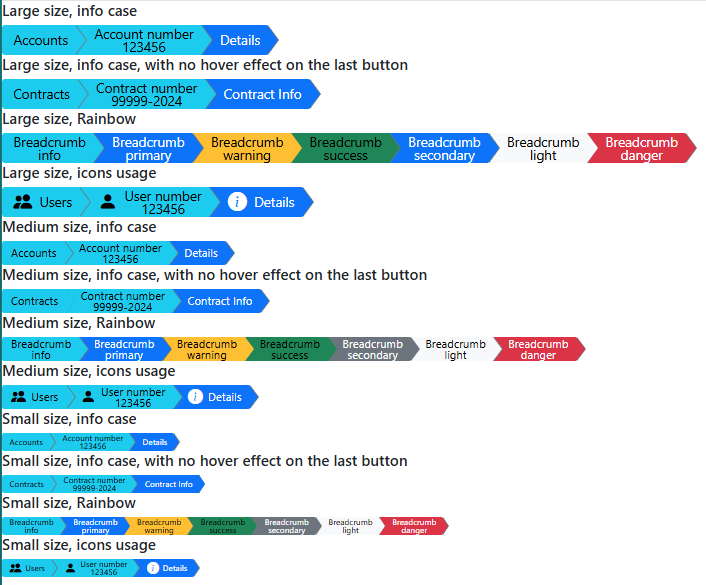 Large size, info case
Accounts Account number 123456 Details
Large size, info case, with no hover effect on the last button
Contracts Contract number 99999-2024 Contract Info
Large size, Rainbow
Breadcrumb info Breadcrumb primary Breadcrumb warning Breadcrumb success Breadcrumb secondary Breadcrumb light Breadcrumb danger
Large size, icons usage
Users User number 123456 i Details
Medium size, info case
Accounts Account number 123456 Details
Medium size, info case, with no hover effect on the last button
Contracts Contract number 99999-2024 Contract Info
Medium size, Rainbow
Breadcrumb info Breadcrumb primary Breadcrumb warning Breadcrumb success Breadcrumb secondary Breadcrumb light Breadcrumb danger
Medium size, icons usage
Users User number 123456 i Details
Small size, info case
Accounts Account number 123456 Details
Small size, info case, with no hover effect on the last button
Contracts Contract number 99999-2024 Contract Info
Small size, Rainbow
Breadcrumb info Breadcrumb primary Breadcrumb warning Breadcrumb success Breadcrumb secondary Breadcrumb light Breadcrumb danger
Small size, icons usage
Users User number 123456 i Details